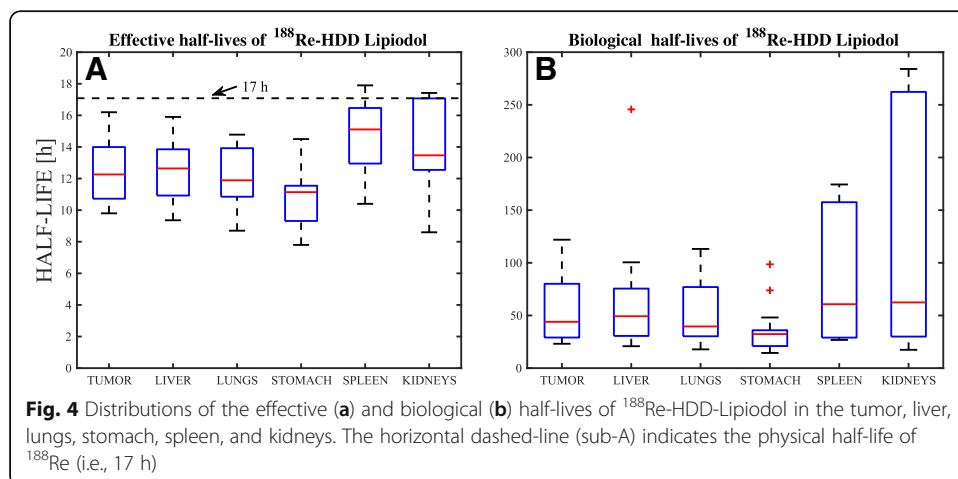 Effective half-lives of ¹⁸⁸Re-HDD Lipiodol
A
17 h
HALF-LIFE [h]
20
18
16
14
12
10
8
6
4
2
0
TUMOR LIVER LUNGS STOMACH SPLEEN KIDNEYS
Biological half-lives of ¹⁸⁸Re-HDD Lipiodol
B
300
250
200
150
100
50
0
TUMOR LIVER LUNGS STOMACH SPLEEN KIDNEYS
Fig. 4 Distributions of the effective (a) and biological (b) half-lives of ¹⁸⁸Re-HDD-Lipiodol in the tumor, liver,
lungs, stomach, spleen, and kidneys. The horizontal dashed-line (sub-A) indicates the physical half-life of
¹⁸⁸Re (i.e., 17 h)